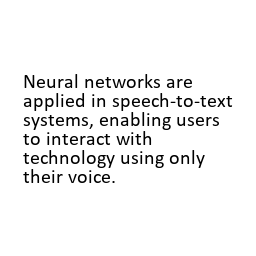 Neural networks are
applied in speech-to-text
systems, enabling users
to interact with
technology using only
their voice.